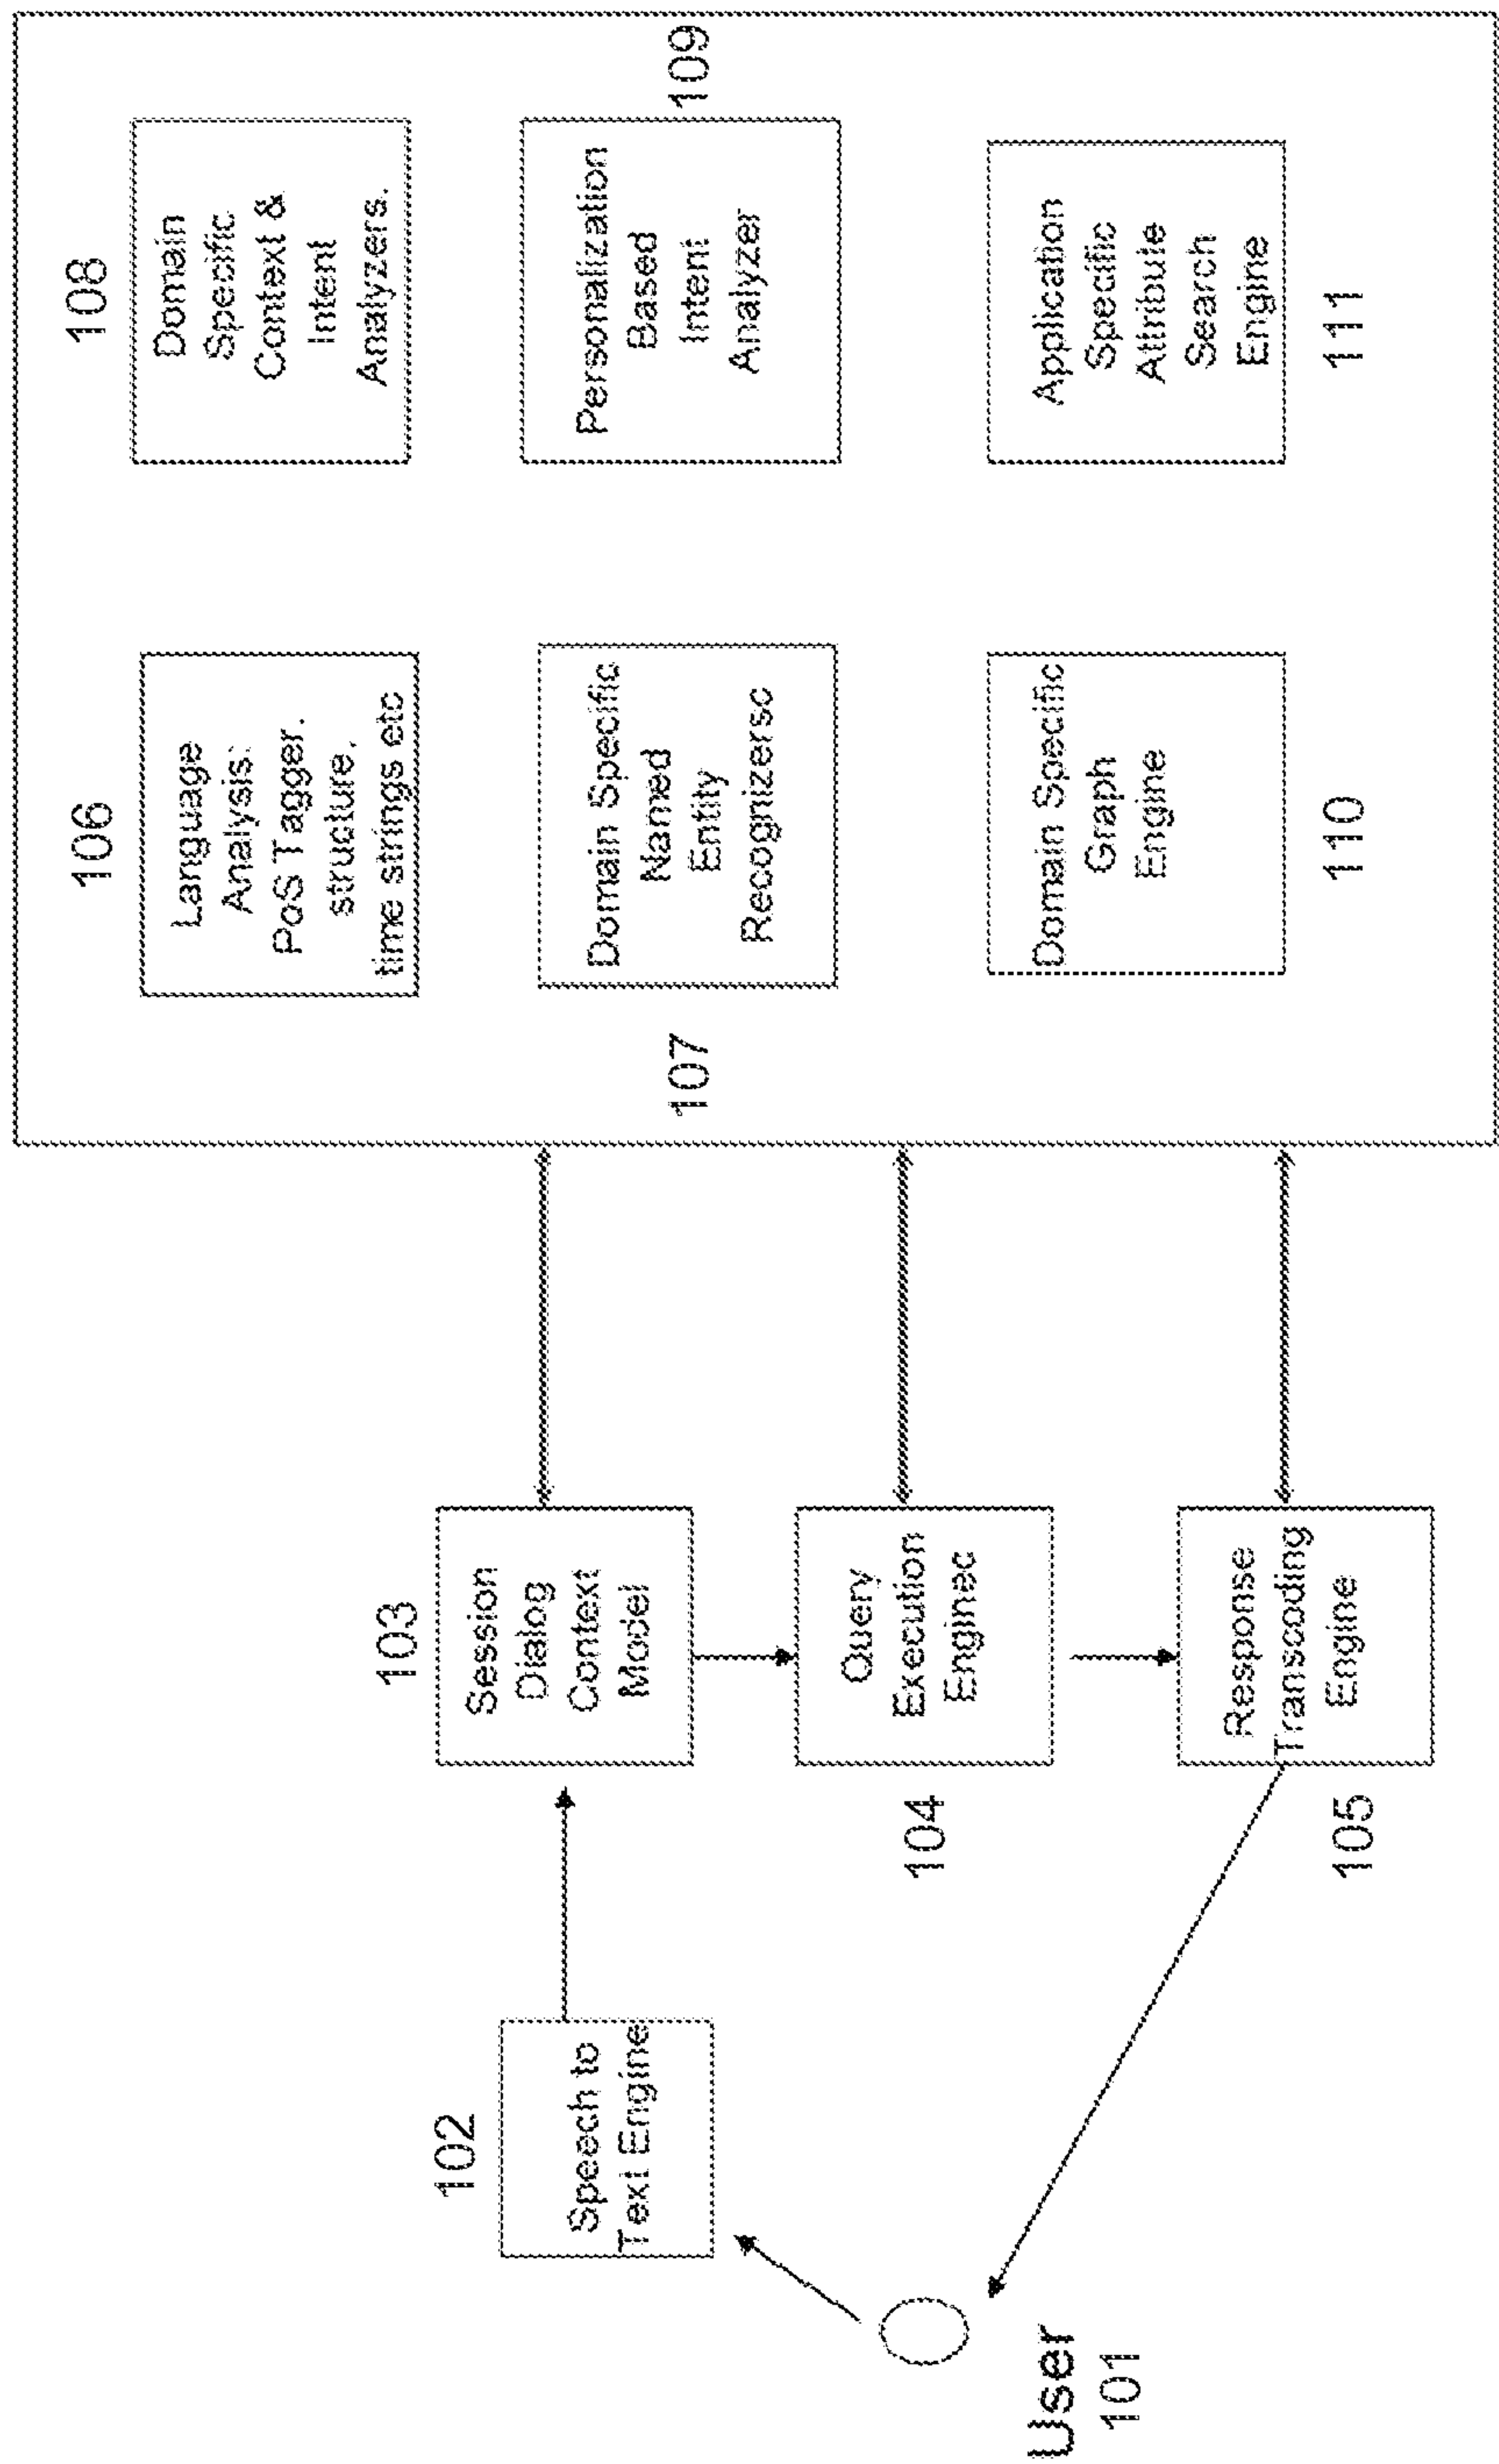 User
101
102
Speech to
Text Engine
103
Session
Dialog
Context
Model
Query
Execution
Enginec
104
Response
Transcoding
Engine
105
106
Language
Analysis:
PoS Tagger.
structure.
time strings etc
107
Domain Specific
Named
Entity
Recognizersc
Domain Specific
Graph
Engine
110
108
Domain
Specific
Context &
Intent
Analyzers.
109
Personalization
Based
Intent
Analyzer
Application
Specific
Attribute
Search
Engine
111